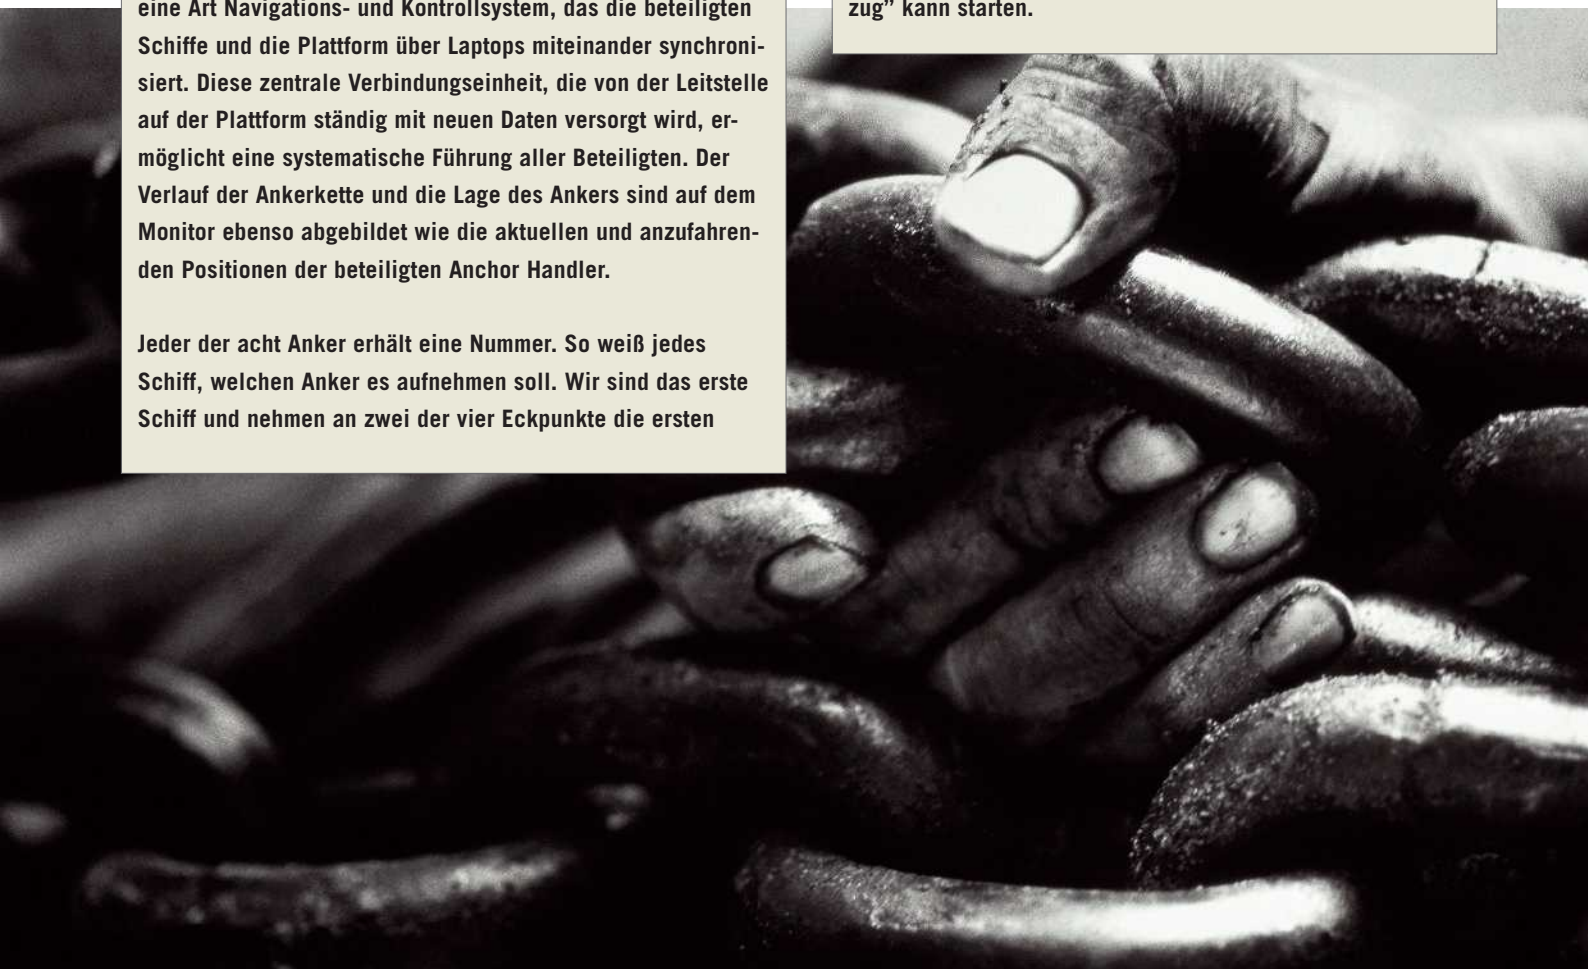 eine Art Navigations- und Kontrollsystem, das die beteiligten
Schiffe und die Plattform über Laptops miteinander synchroni-
siert. Diese zentrale Verbindungseinheit, die von der Leitstelle
auf der Plattform ständig mit neuen Daten versorgt wird, er-
möglicht eine systematische Führung aller Beteiligten. Der
Verlauf der Ankerkette und die Lage des Ankers sind auf dem
Monitor ebenso abgebildet wie die aktuellen und anzufahren-
den Positionen der beteiligten Anchor Handler.
Jeder der acht Anker erhält eine Nummer. So weiß jedes
Schiff, welchen Anker es aufnehmen soll. Wir sind das erste
Schiff und nehmen an zwei der vier Eckpunkte die ersten
zug” kann starten.